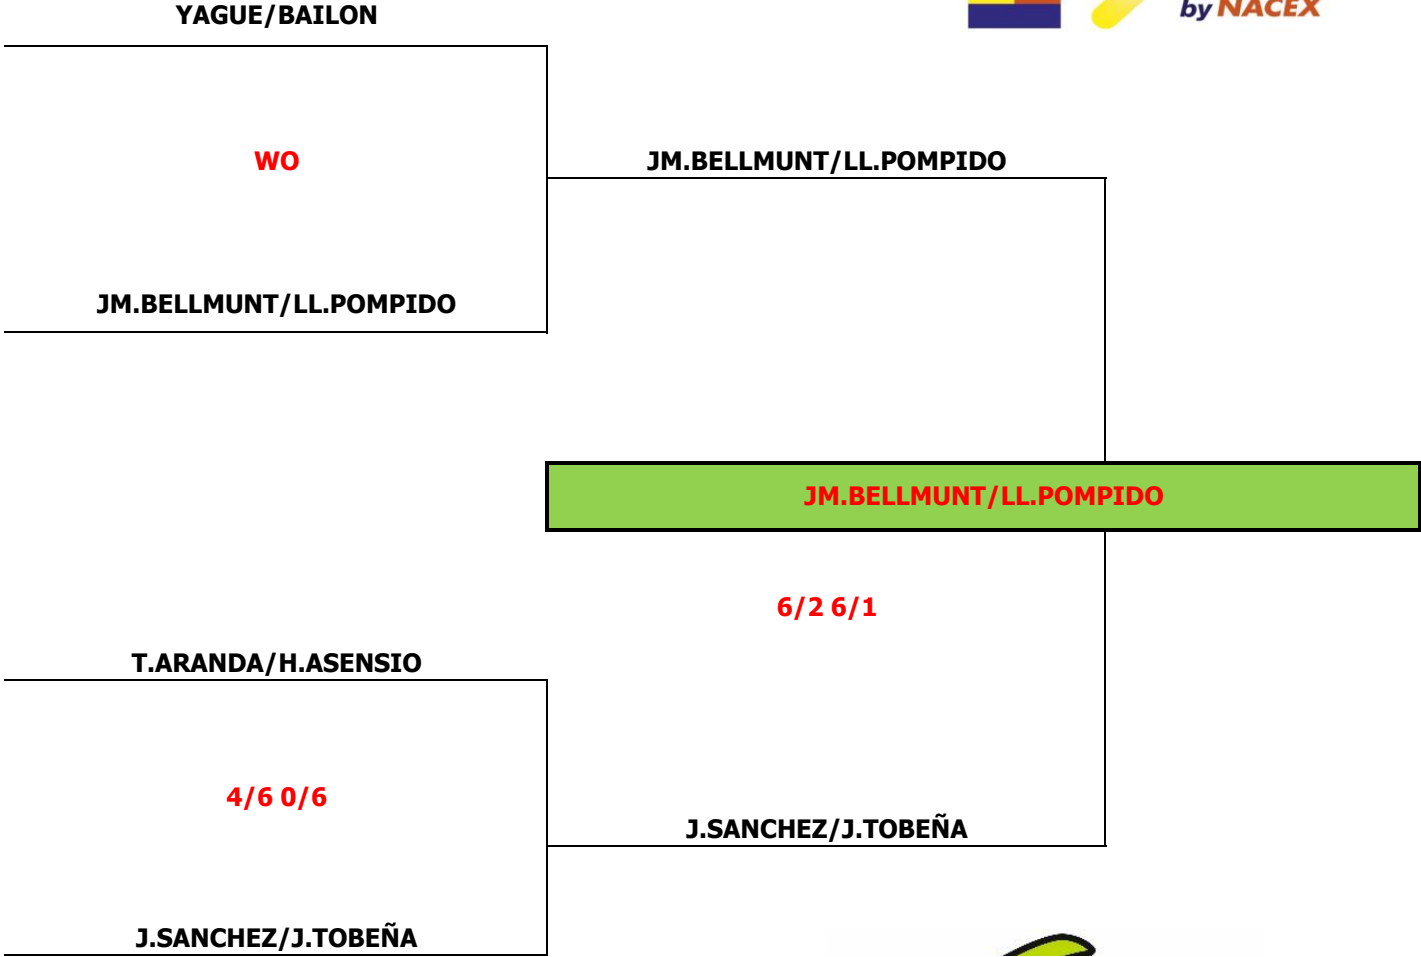 YAGUE/BAILON
by NACEX
WO
JM.BELLMUNT/LL.POMPIDO
JM.BELLMUNT/LL.POMPIDO
JM.BELLMUNT/LL.POMPIDO
6/2 6/1
T.ARANDA/H.ASENSIO
4/6 0/6
J.SANCHEZ/J.TOBEÑA
J.SANCHEZ/J.TOBEÑA